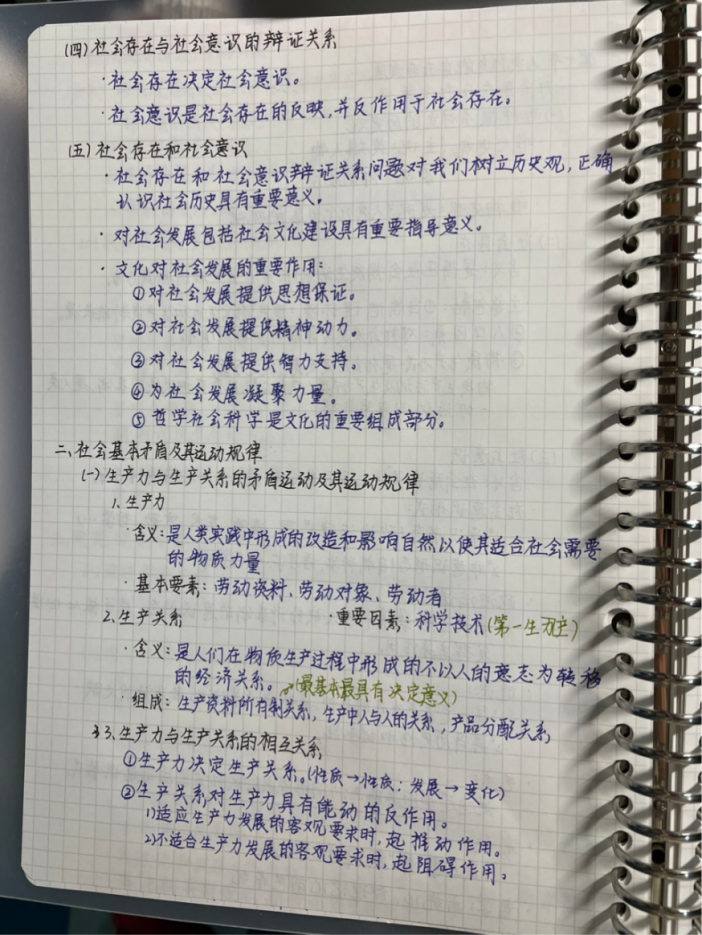 (四)社会存在与社会意识的辩证关系
·社会存在决定社会意识。
·社会意识是社会存在的反映,并反作用于社会存在。
(五)社会存在和社会意识
·社会存在和社会意识辩证关系问题对我们树立历史观,正确
认识社会历史具有重要意义。
·对社会发展包括社会文化建设具有重要指导意义。
·文化对社会发展的重要作用:
①对社会发展提供思想保证。
②对社会发展提供精神动力。
③对社会发展提供智力支持。
④为社会发展凝聚力量。
⑤哲学社会科学是文化的重要组成部分。
二、社会基本矛盾及其运动规律
(一)生产力与生产关系的矛盾运动及其运动规律
1、生产力
·含义:是人类实践中形成的改造和影响自然以使其适合社会需要
的物质力量
·基本要素:劳动资料、劳动对象、劳动者
·重要因素:科学技术(第一生产力)
2、生产关系
·含义:是人们在物质生产过程中形成的不以人的意志为转移
的经济关系。(最基本最具有决定意义)
·组成:生产资料所有制关系,生产中人与人的关系,产品分配关系
3、生产力与生产关系的相互关系
①生产力决定生产关系。(性质→性质;发展→变化)
②生产关系对生产力具有能动的反作用。
1)适应生产力发展的客观要求时,起推动作用。
2)不适合生产力发展的客观要求时,起阻碍作用。